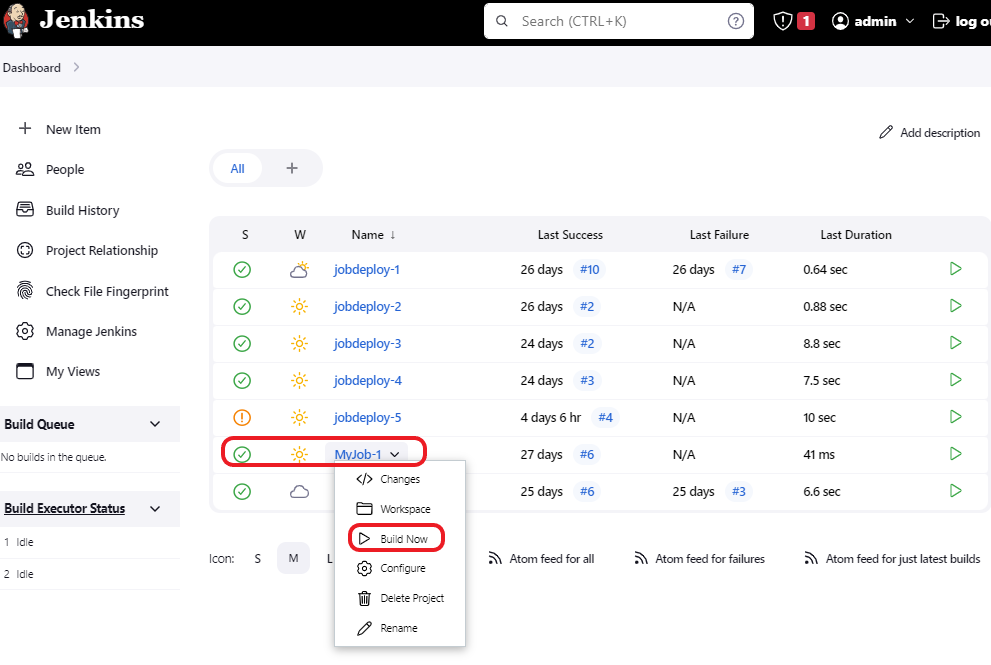 Jenkins
Search (CTRL+K)
1
admin
log o
Dashboard
New Item
People
Build History
Project Relationship
Check File Fingerprint
Manage Jenkins
My Views
Build Queue
No builds in the queue.
Build Executor Status
1 Idle
2 Idle
Add description
All +
S W Name ↓ Last Success Last Failure Last Duration
jobdeploy-1 26 days #10 26 days #7 0.64 sec
jobdeploy-2 26 days #2 N/A 0.88 sec
jobdeploy-3 24 days #2 N/A 8.8 sec
jobdeploy-4 24 days #3 N/A 7.5 sec
jobdeploy-5 4 days 6 hr #4 N/A 10 sec
MyJob-1 27 days #6 N/A 41 ms
25 days #6 25 days #3 6.6 sec
Changes
Workspace
Build Now
Configure
Delete Project
Rename
Icon: S M L
Atom feed for all
Atom feed for failures
Atom feed for just latest builds